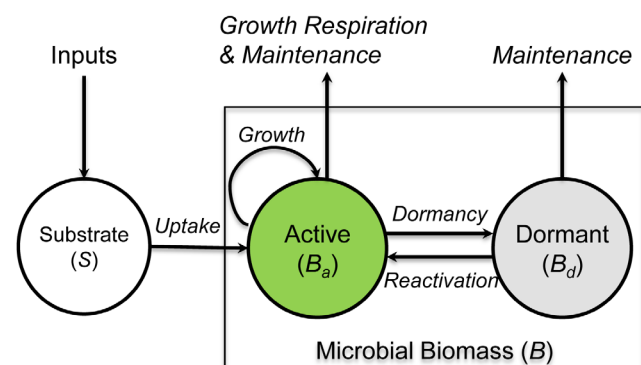 Growth Respiration
& Maintenance
Maintenance
Inputs
Growth
Substrate
(S)
Uptake
Active
(Ba)
Dormancy
Reactivation
Dormant
(Bd)
Microbial Biomass (B)